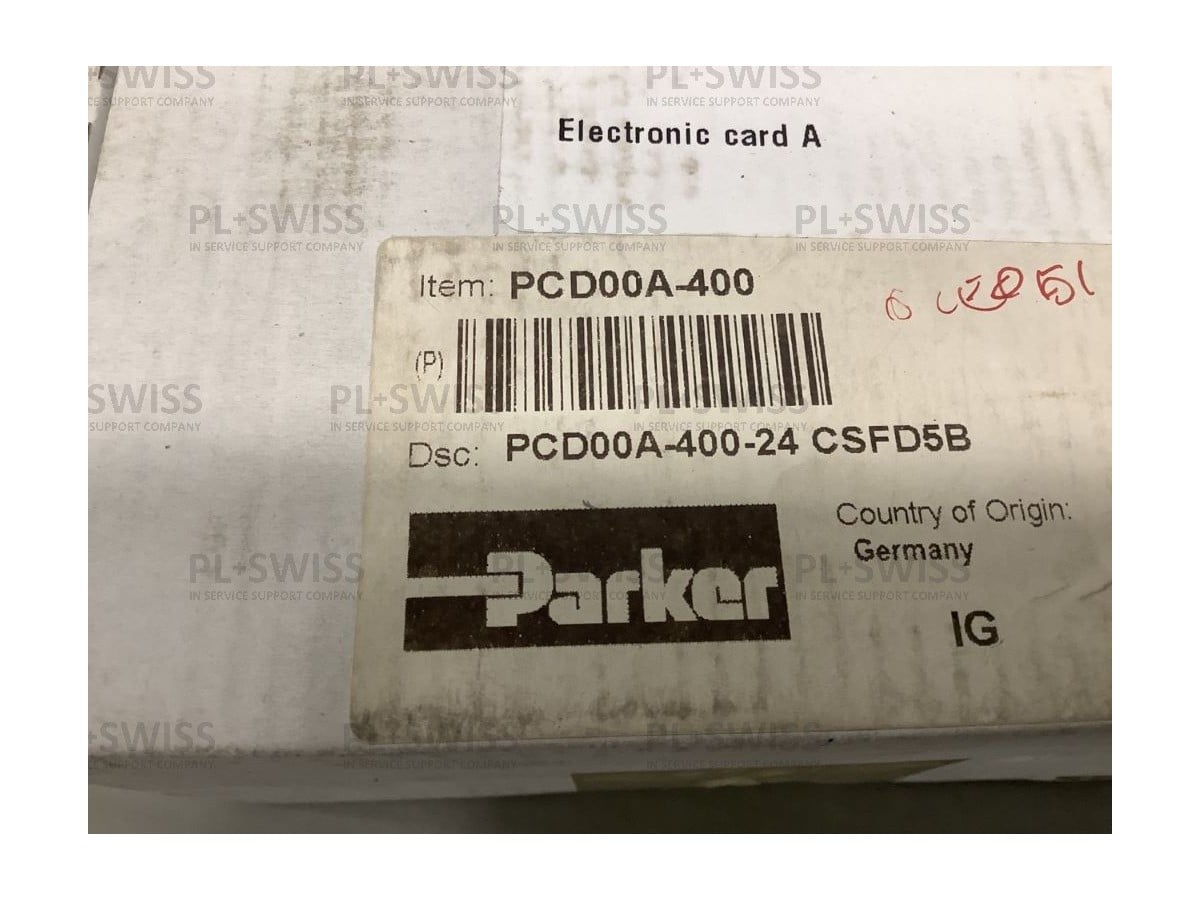 Electronic card A
Item: PCD00A-400
(P)
Dsc: PCD00A-400-24 CSFD5B
Parker
Country of Origin:
Germany
IG
PL+SWISS
IN SERVICE SUPPORT COMPANY